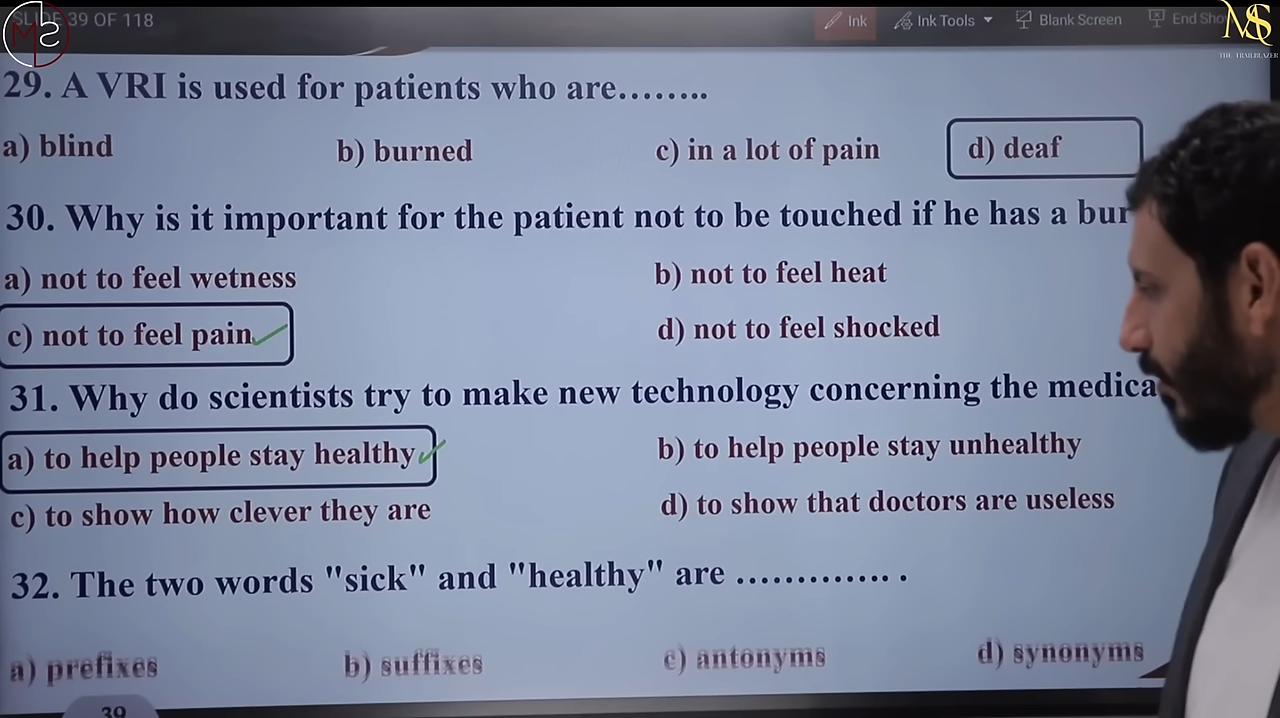 SLIDE 39 OF 118
Ink
Ink Tools
Blank Screen
End Sho
MS
MS
THE TRAILBLAZER
29. A VRI is used for patients who are........
a) blind b) burned c) in a lot of pain d) deaf
30. Why is it important for the patient not to be touched if he has a bur
a) not to feel wetness b) not to feel heat
c) not to feel pain d) not to feel shocked
31. Why do scientists try to make new technology concerning the medica
a) to help people stay healthy b) to help people stay unhealthy
c) to show how clever they are d) to show that doctors are useless
32. The two words "sick" and "healthy" are ............. .
a) prefixes b) suffixes c) antonyms d) synonyms
39